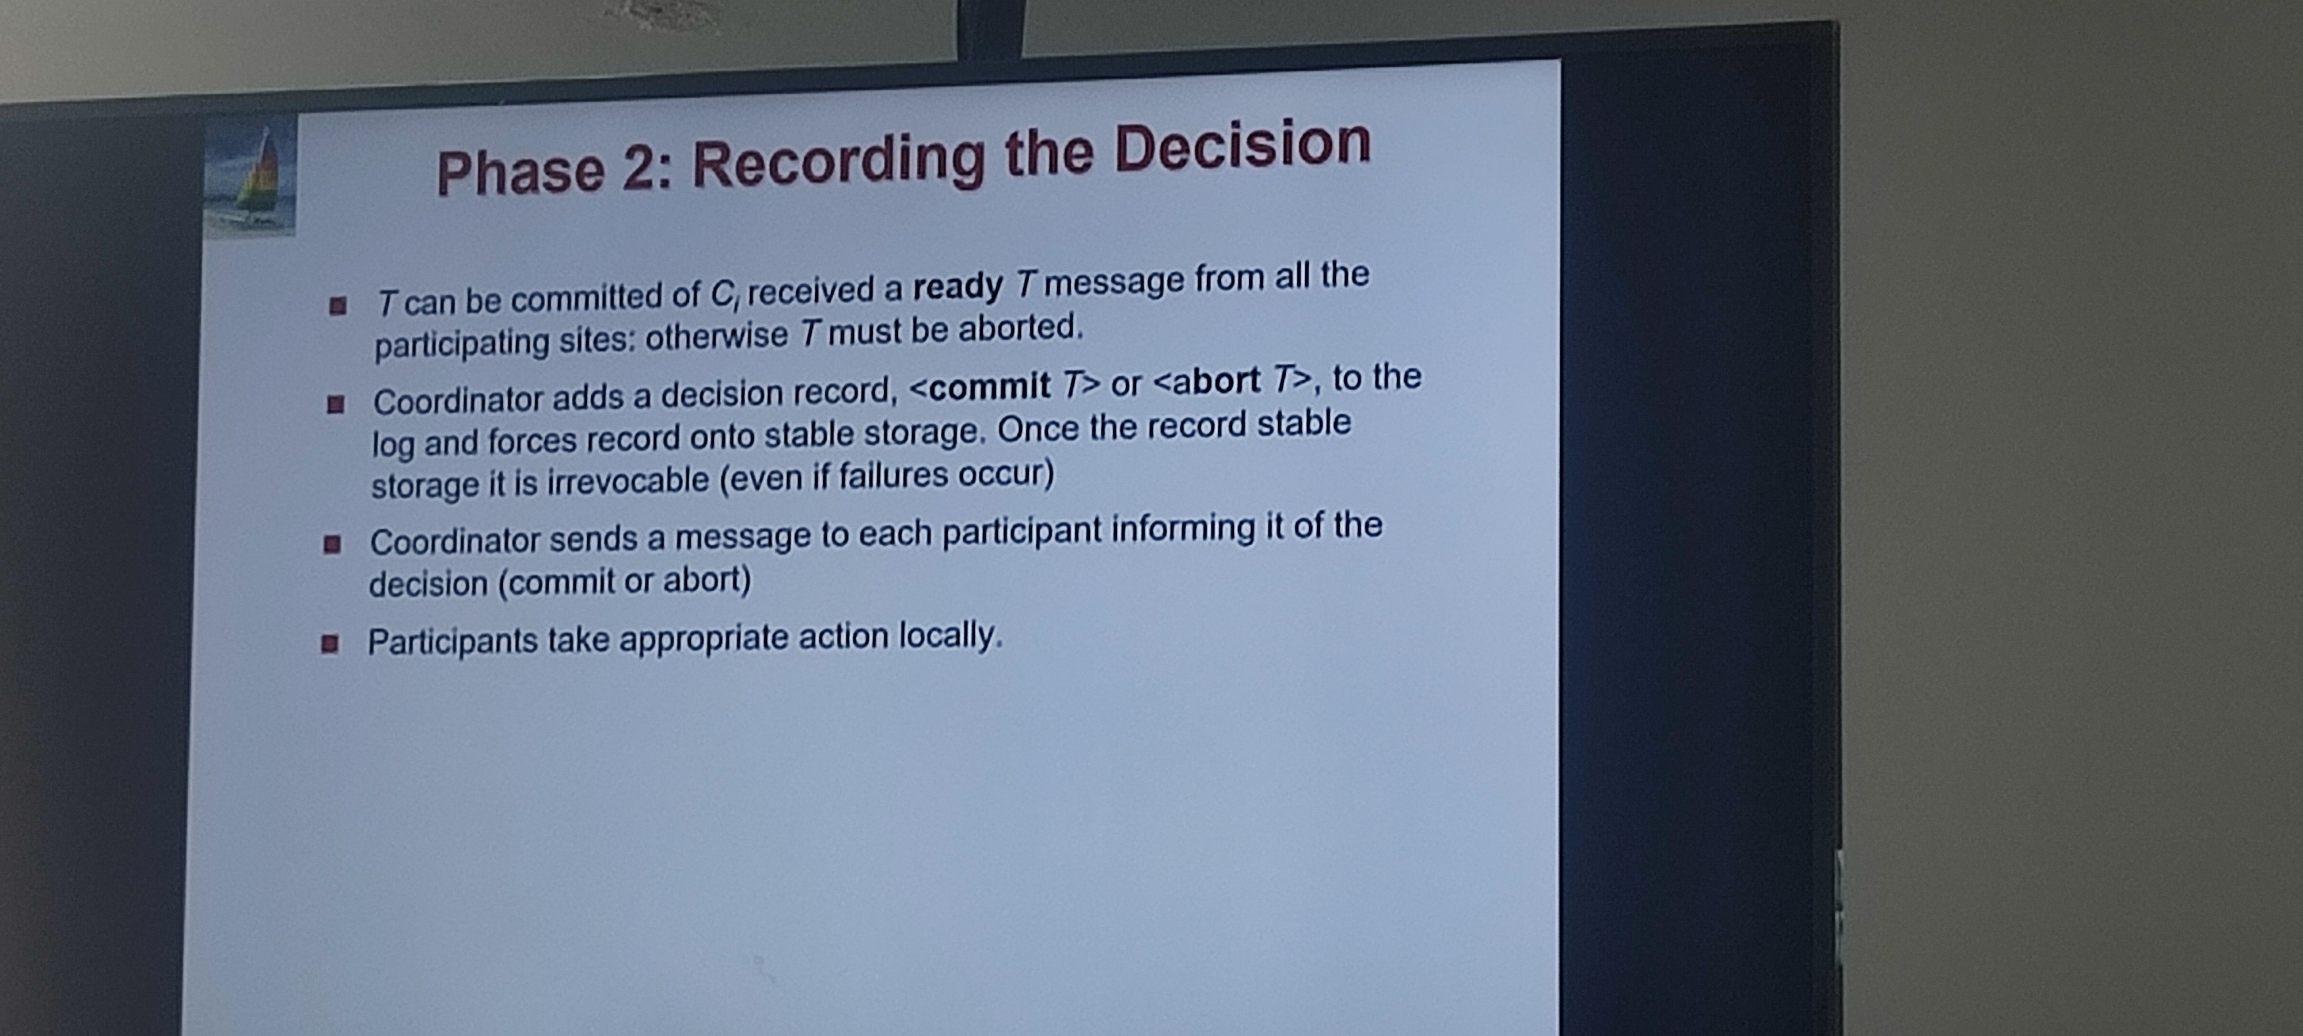 Phase 2: Recording the Decision
T can be committed of Ci received a ready T message from all the
participating sites: otherwise T must be aborted.
Coordinator adds a decision record, <commit T> or <abort T>, to the
log and forces record onto stable storage. Once the record stable
storage it is irrevocable (even if failures occur)
Coordinator sends a message to each participant informing it of the
decision (commit or abort)
Participants take appropriate action locally.